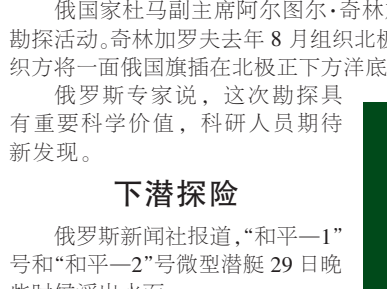 俄国家杜马副主席阿尔图尔·奇林
勘探活动。奇林加罗夫去年 8 月组织北极
织方将一面俄国旗插在北极正下方洋底
俄罗斯专家说，这次勘探具
有重要科学价值，科研人员期待
新发现。
下潜探险
俄罗斯新闻社报道，“和平—1”
号和“和平—2”号微型潜艇 29 日晚